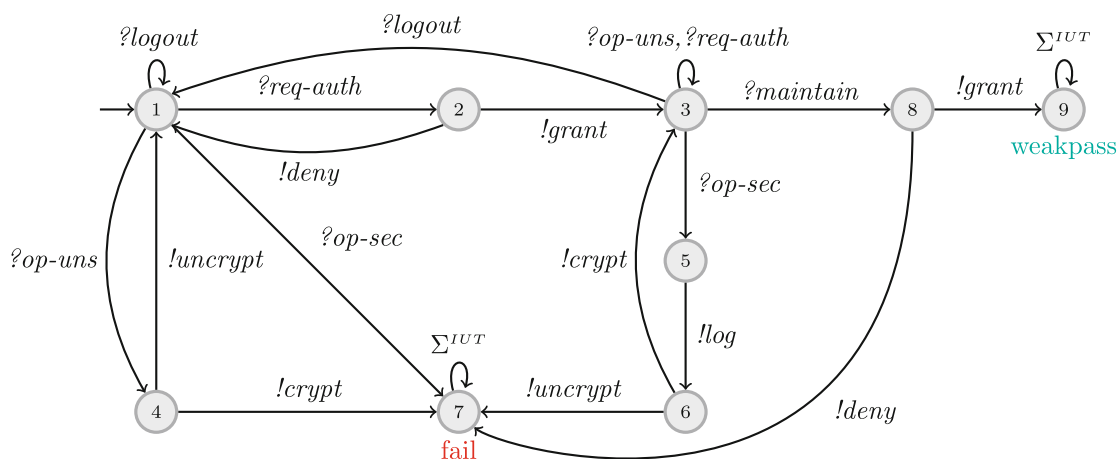 ?logout
?logout
?op-uns,?req-auth
Σ^IUT
1
?req-auth
2
!grant
3
?maintain
8
!grant
9
weakpass
!deny
?op-sec
?op-sec
?op-uns
!uncrypt
!crypt
5
!log
Σ^IUT
4
!crypt
7
!uncrypt
6
!deny
fail